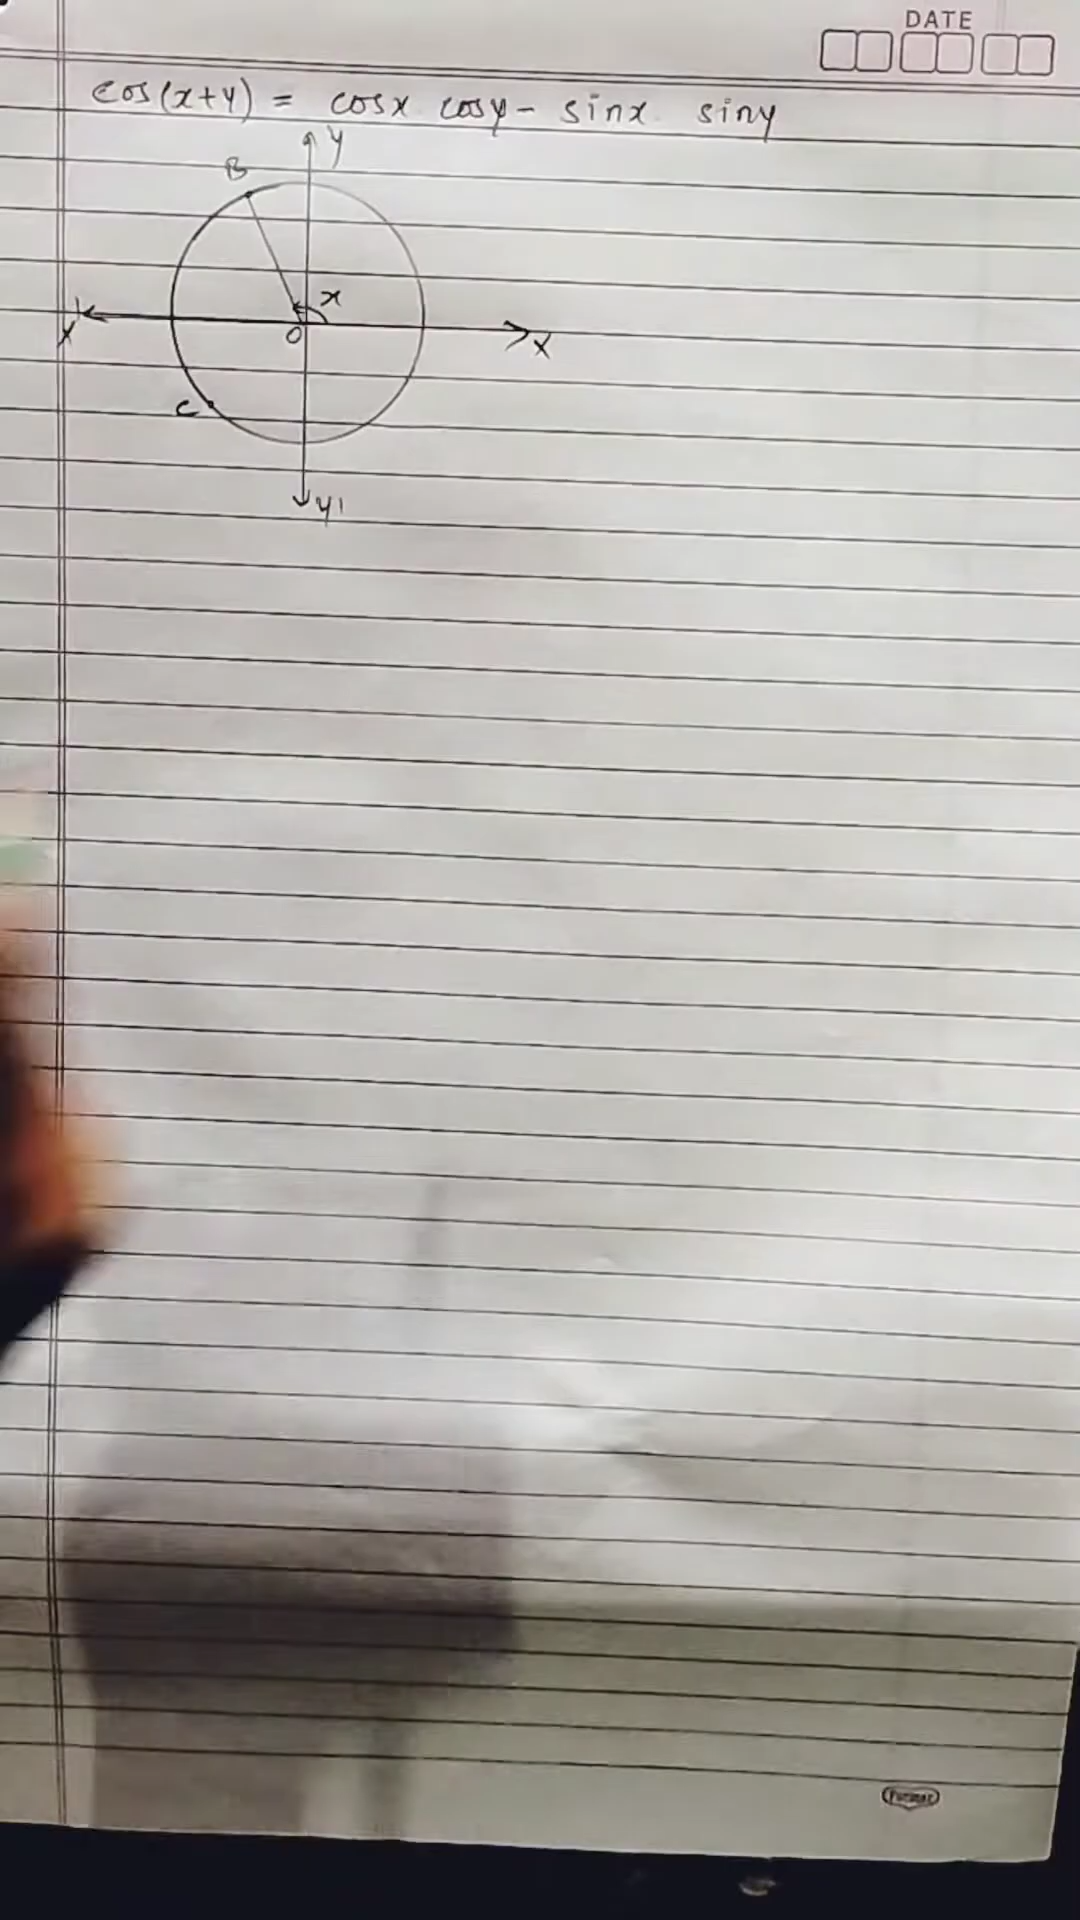 DATE
cos(x+y) = cosx cosy - sinx siny
y
B
x
X'
O
X
C
y'